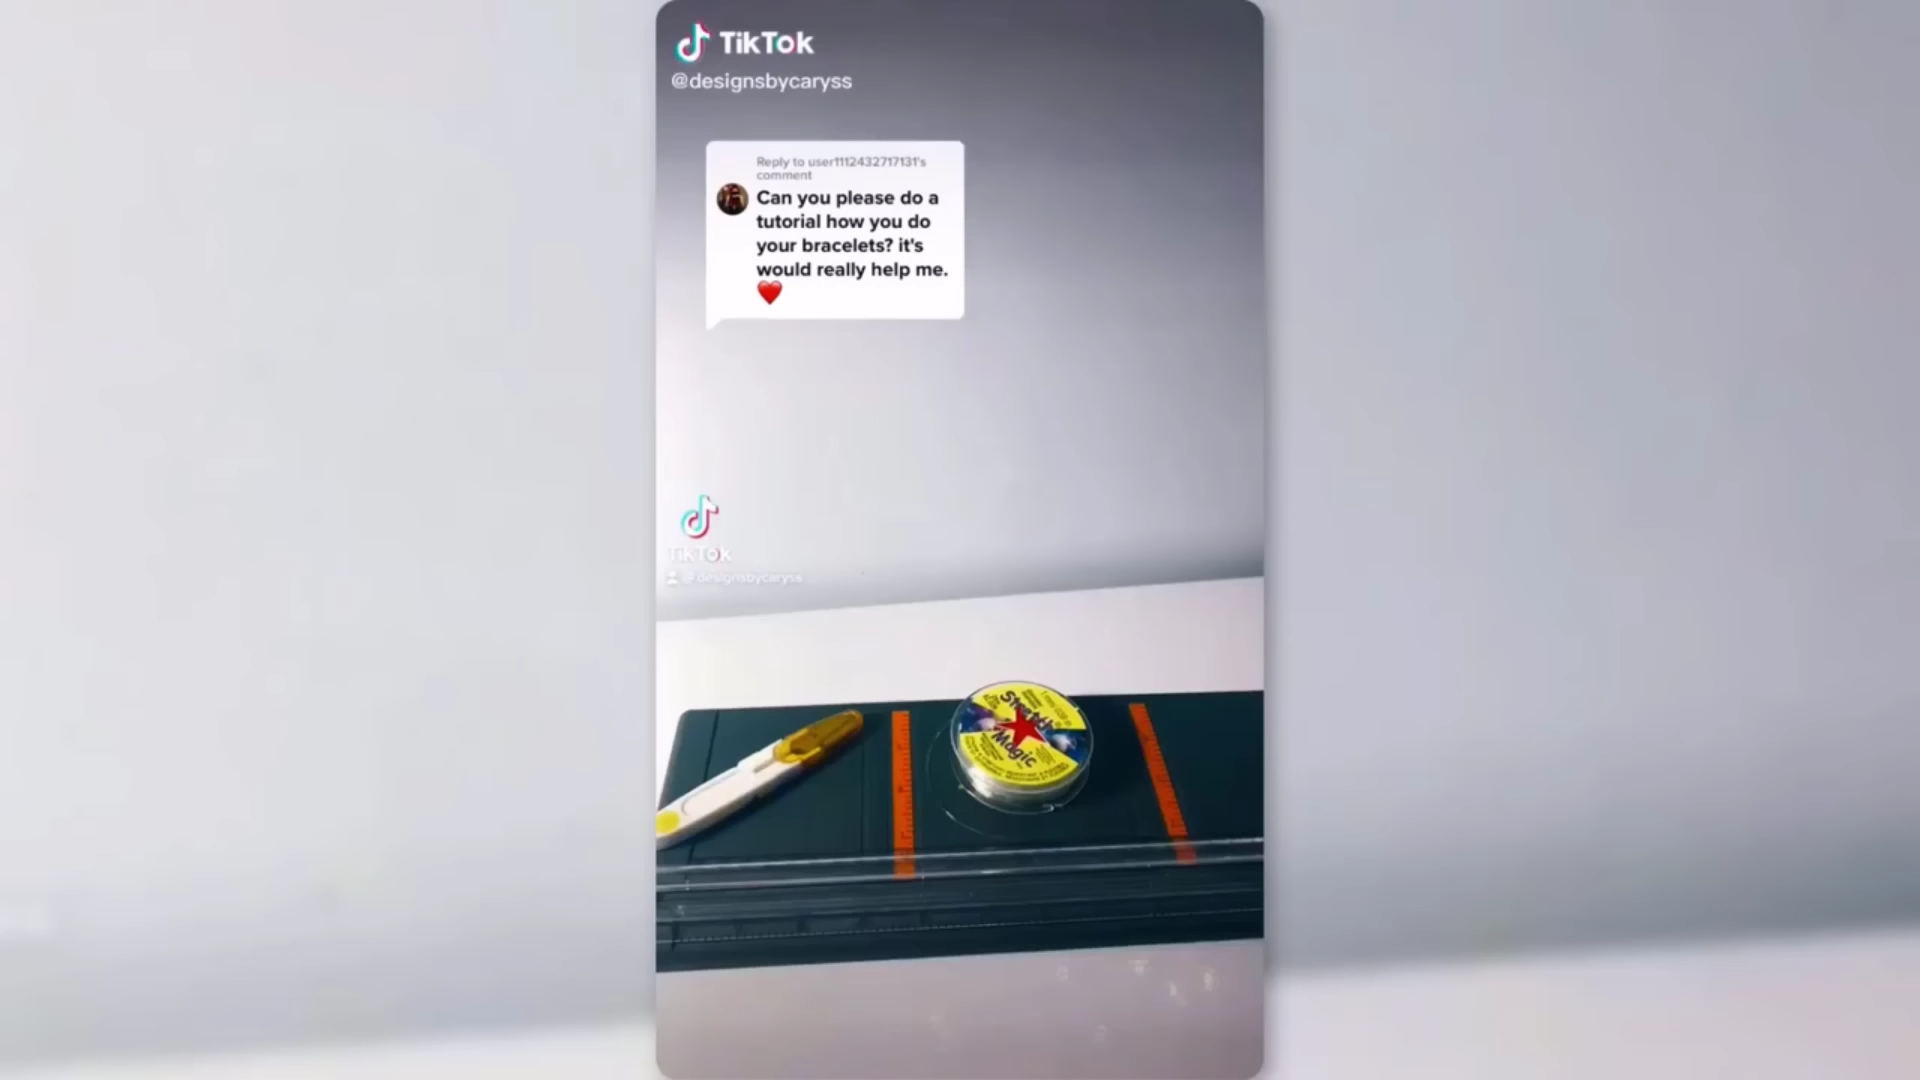 TikTok
@designsbycaryss
Reply to user1112432717131's
comment
Can you please do a
tutorial how you do
your bracelets? it's
would really help me.
TikTok
@designsbycaryss
Stretch
Magic